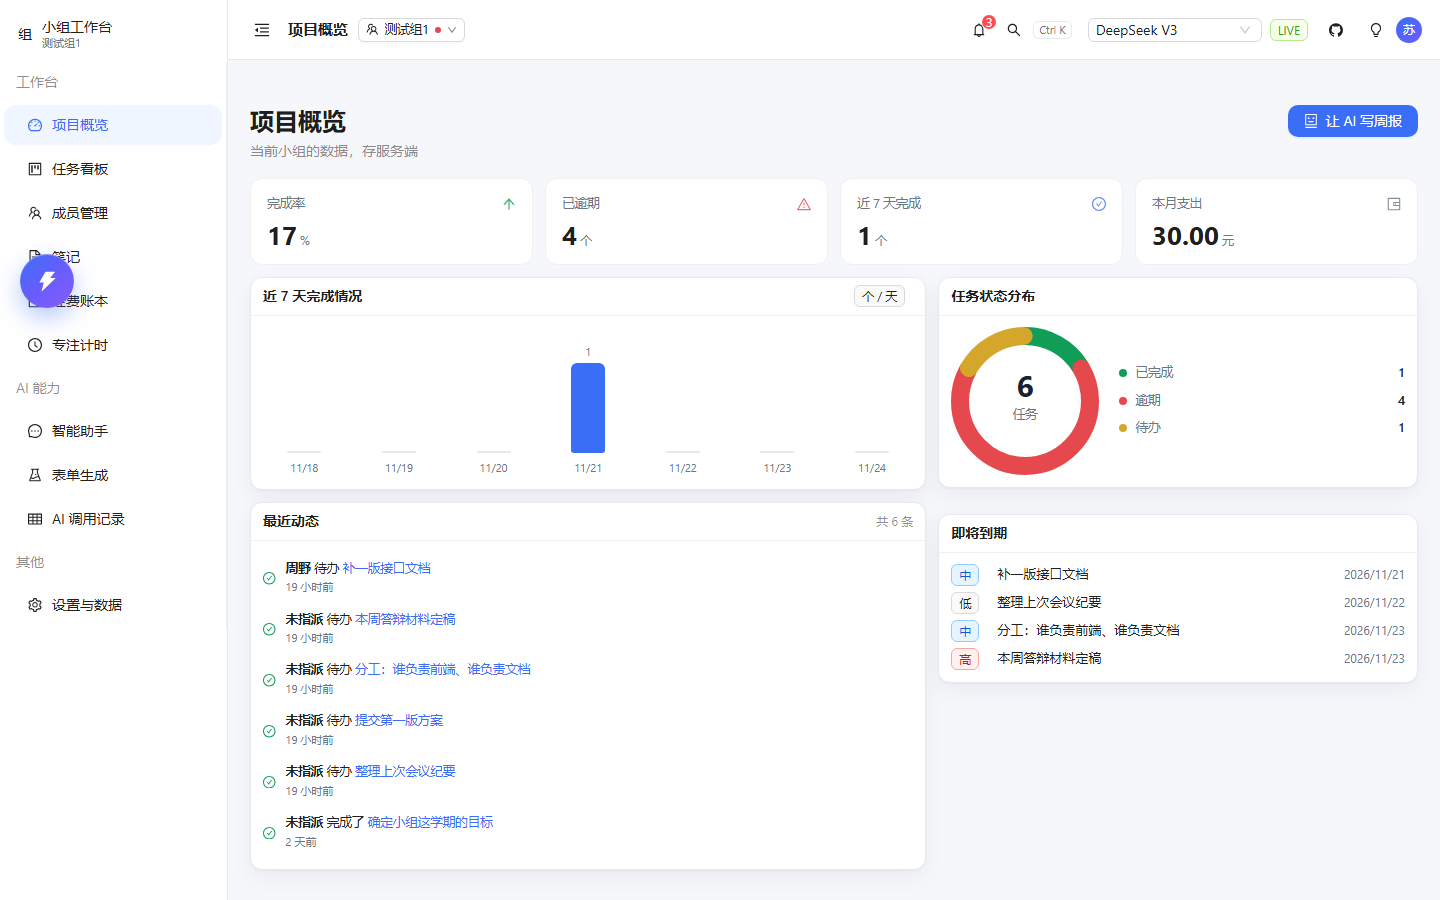 组
小组工作台
测试组1
工作台
项目概览
任务看板
成员管理
笔记
费账本
专注计时
AI 能力
智能助手
表单生成
AI 调用记录
其他
设置与数据
项目概览
测试组1
3
Ctrl K
DeepSeek V3
LIVE
苏
项目概览
当前小组的数据，存服务端
让 AI 写周报
完成率
17 %
已逾期
4 个
近 7 天完成
1 个
本月支出
30.00 元
近 7 天完成情况
个 / 天
1
11/18
11/19
11/20
11/21
11/22
11/23
11/24
任务状态分布
6
任务
已完成 1
逾期 4
待办 1
最近动态
共 6 条
周野 待办 补一版接口文档
19 小时前
未指派 待办 本周答辩材料定稿
19 小时前
未指派 待办 分工：谁负责前端、谁负责文档
19 小时前
未指派 待办 提交第一版方案
19 小时前
未指派 待办 整理上次会议纪要
19 小时前
未指派 完成了 确定小组这学期的目标
2 天前
即将到期
中 补一版接口文档 2026/11/21
低 整理上次会议纪要 2026/11/22
中 分工：谁负责前端、谁负责文档 2026/11/23
高 本周答辩材料定稿 2026/11/23